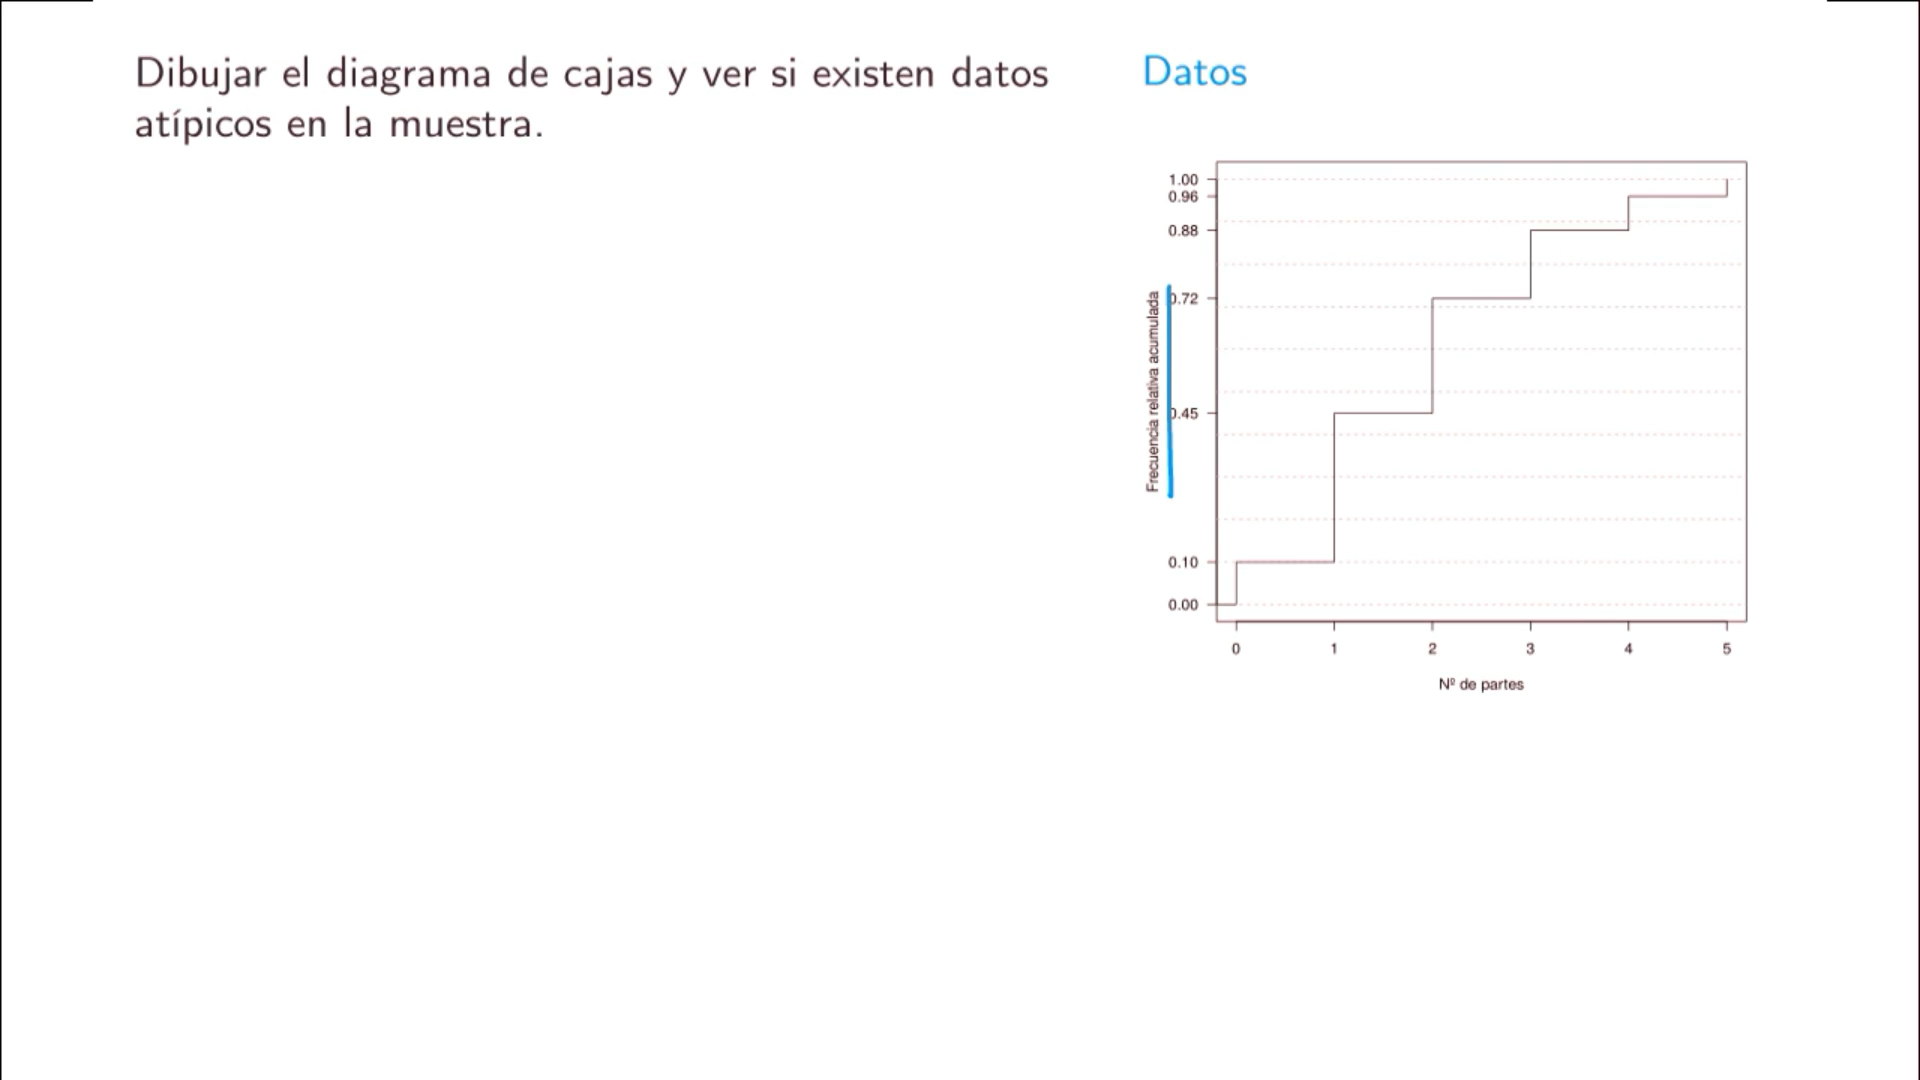 Dibujar el diagrama de cajas y ver si existen datos
atípicos en la muestra.
Datos
1.00
0.96
0.88
0.72
0.45
0.10
0.00
Frecuencia relativa acumulada
0 1 2 3 4 5
Nº de partes